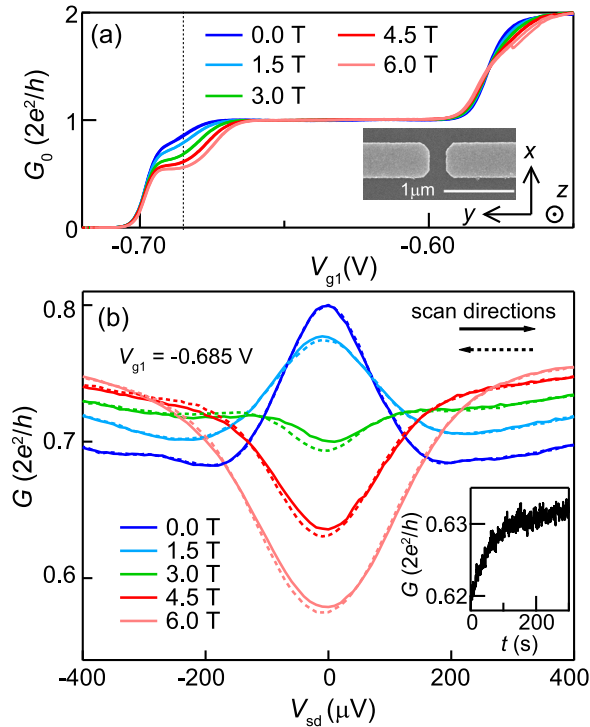 (a)
0.0 T
1.5 T
3.0 T
4.5 T
6.0 T
G0 (2e²/h)
2
1
0
1μm
x
y
z
-0.70
-0.60
Vg1(V)
(b)
Vg1 = -0.685 V
scan directions
G (2e²/h)
0.8
0.7
0.6
0.0 T
1.5 T
3.0 T
4.5 T
6.0 T
G (2e²/h)
0.63
0.62
0
200
t (s)
-400
-200
0
200
400
Vsd (μV)